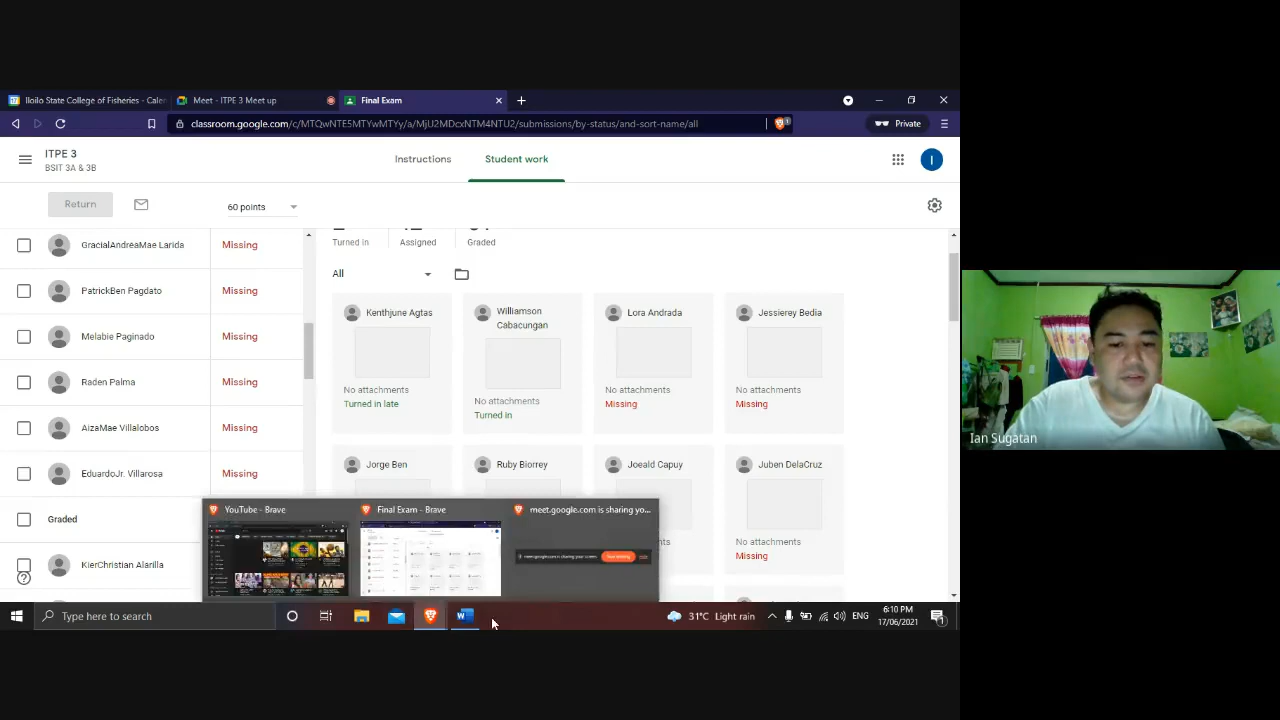 Iloilo State College of Fisheries - Calen
Meet - ITPE 3 Meet up
Final Exam
classroom.google.com/c/MTQwNTE5MTYwMTYy/a/MjU2MDcxNTM4NTU2/submissions/by-status/and-sort-name/all
Private
ITPE 3
BSIT 3A & 3B
Instructions
Student work
Return
60 points
GracialAndreaMae Larida
Missing
PatrickBen Pagdato
Missing
Melabie Paginado
Missing
Raden Palma
Missing
AizaMae Villalobos
Missing
EduardoJr. Villarosa
Missing
Graded
KierChristian Alarilla
Turned in
Assigned
Graded
All
Kenthjune Agtas
No attachments
Turned in late
Williamson
Cabacungan
No attachments
Turned in
Lora Andrada
No attachments
Missing
Jessierey Bedia
No attachments
Missing
Jorge Ben
Ruby Biorrey
Joeald Capuy
Juben DelaCruz
No attachments
Missing
YouTube - Brave
Final Exam - Brave
meet.google.com is sharing yo...
Type here to search
31°C Light rain
ENG
6:10 PM
17/06/2021
Ian Sugatan